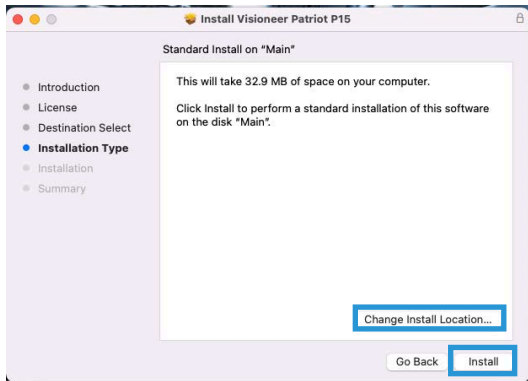 Install Visioneer Patriot P15
Standard Install on "Main"
Introduction
License
Destination Select
Installation Type
Installation
Summary
This will take 32.9 MB of space on your computer.
Click Install to perform a standard installation of this software
on the disk "Main".
Change Install Location...
Go Back
Install